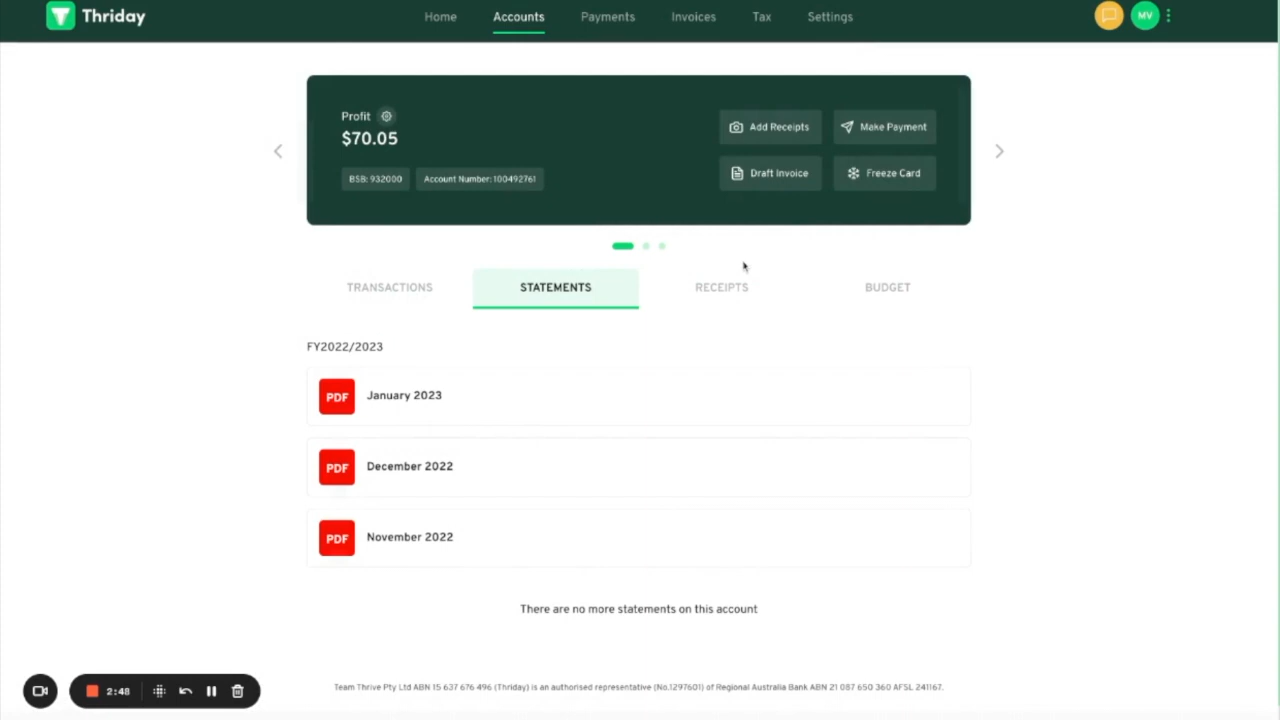 Thriday
Home
Accounts
Payments
Invoices
Tax
Settings
MV
Profit
$70.05
BSB: 932000
Account Number: 100492761
Add Receipts
Make Payment
Draft Invoice
Freeze Card
TRANSACTIONS
STATEMENTS
RECEIPTS
BUDGET
FY2022/2023
PDF
January 2023
PDF
December 2022
PDF
November 2022
There are no more statements on this account
2:48
Team Thrive Pty Ltd ABN 15 637 676 496 (Thriday) is an authorised representative (No.1297601) of Regional Australia Bank ABN 21 087 650 360 AFSL 241167.